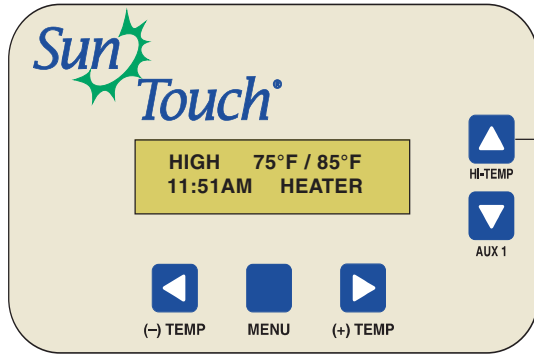 Sun
Touch®
HIGH 75°F / 85°F
11:51AM HEATER
HI-TEMP
AUX 1
(–) TEMP MENU (+) TEMP